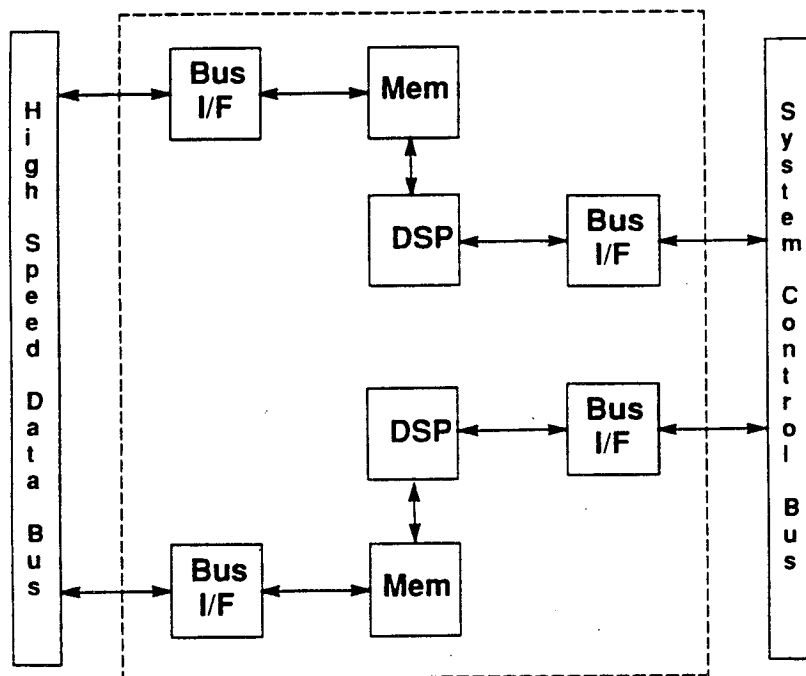 High Speed Data Bus
Bus
I/F
Mem
DSP
Bus
I/F
DSP
Bus
I/F
Bus
I/F
Mem
System Control Bus